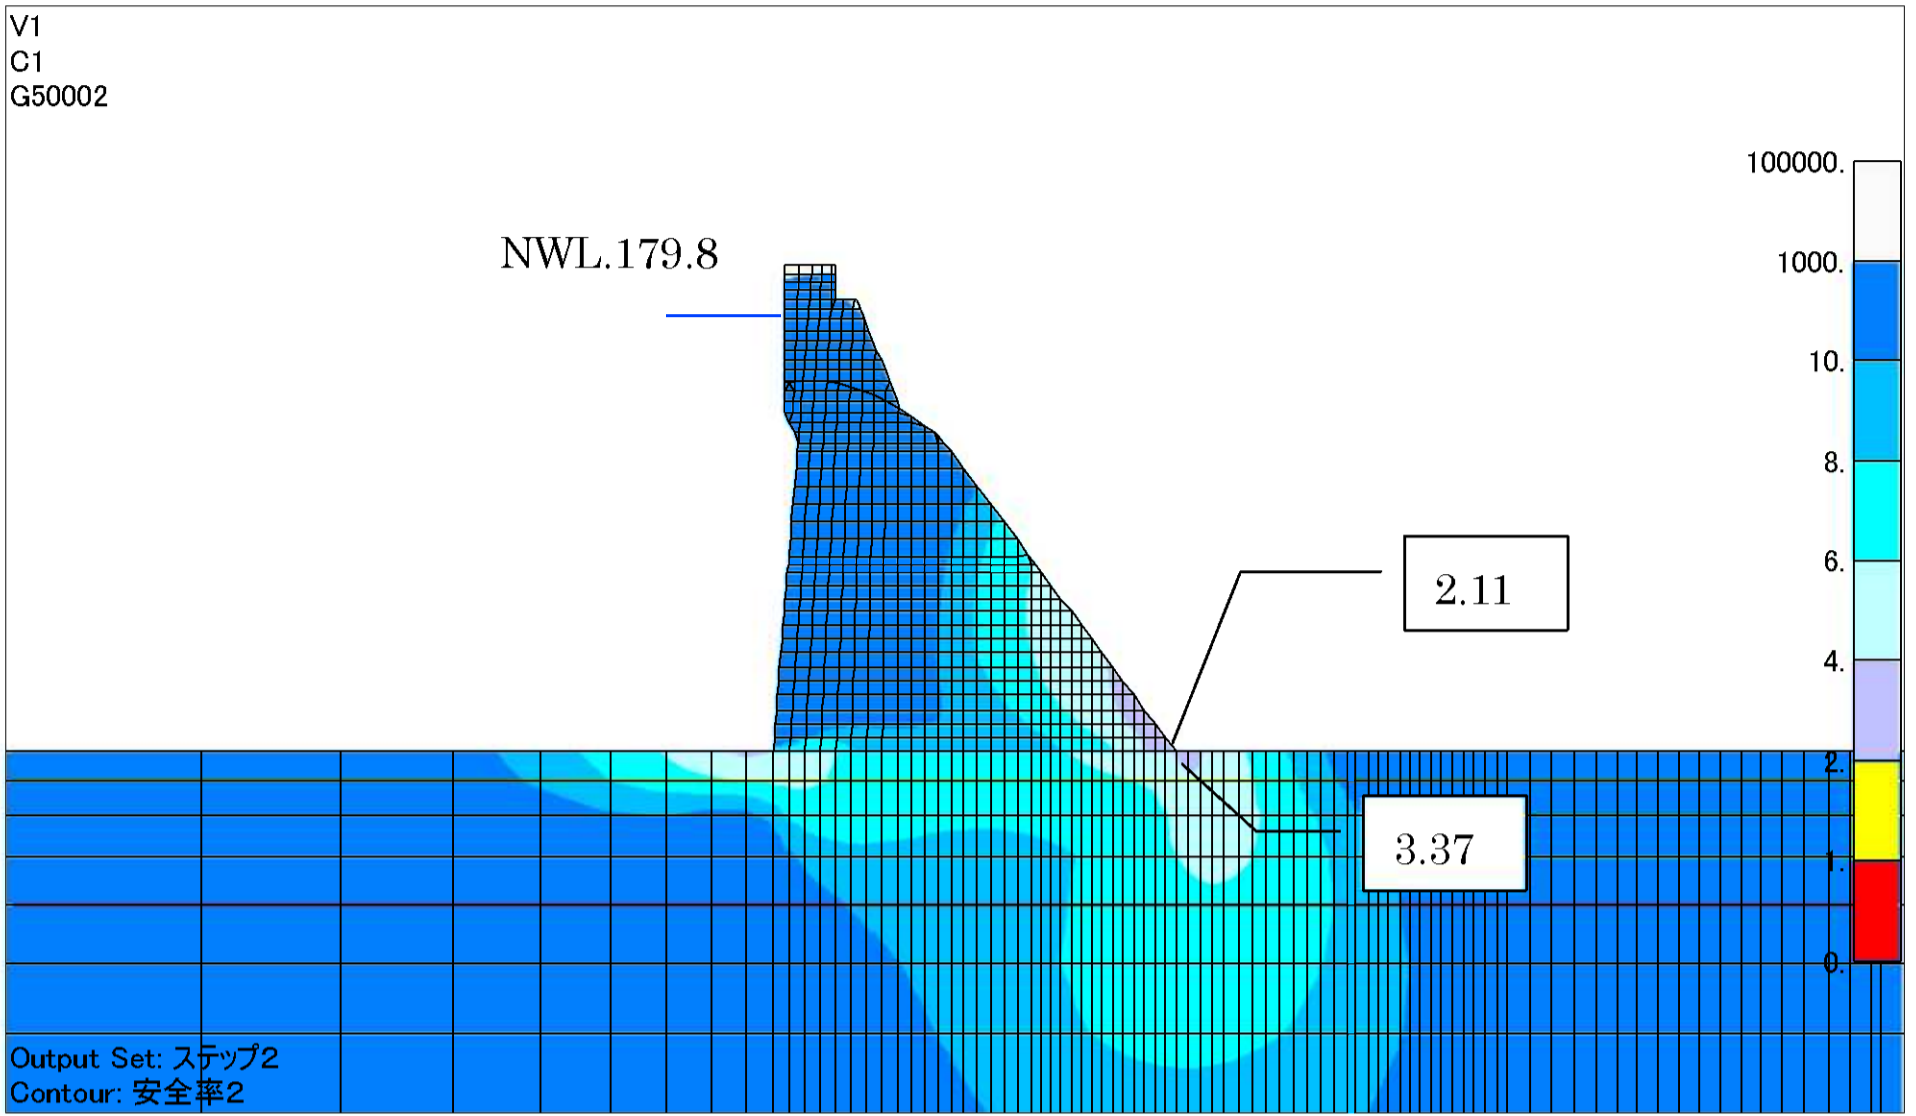 V1
C1
G50002
NWL.179.8
100000.
1000.
10.
8.
6.
4.
2.
1.
0.
2.11
3.37
Output Set: ステップ2
Contour: 安全率2